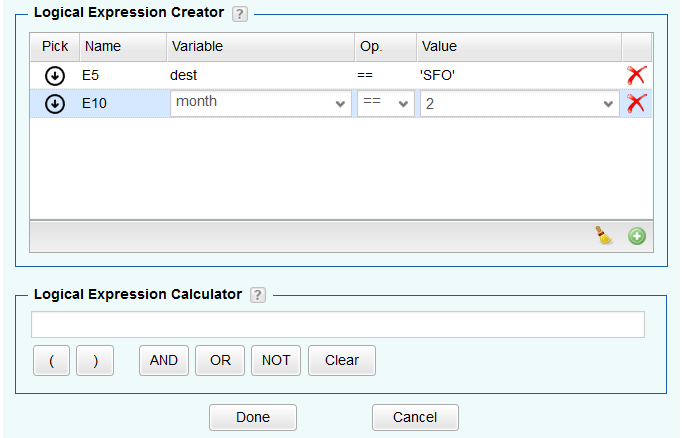 Logical Expression Creator ?
Pick Name Variable Op. Value
E5 dest == 'SFO'
E10 month == 2
Logical Expression Calculator ?
( ) AND OR NOT Clear
Done Cancel